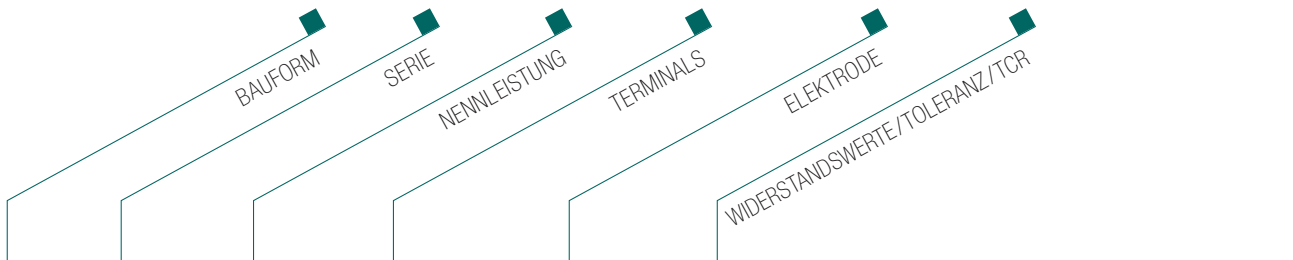 BAUFORM
SERIE
NENNLEISTUNG
TERMINALS
ELEKTRODE
WIDERSTANDSWERTE/TOLERANZ/TCR